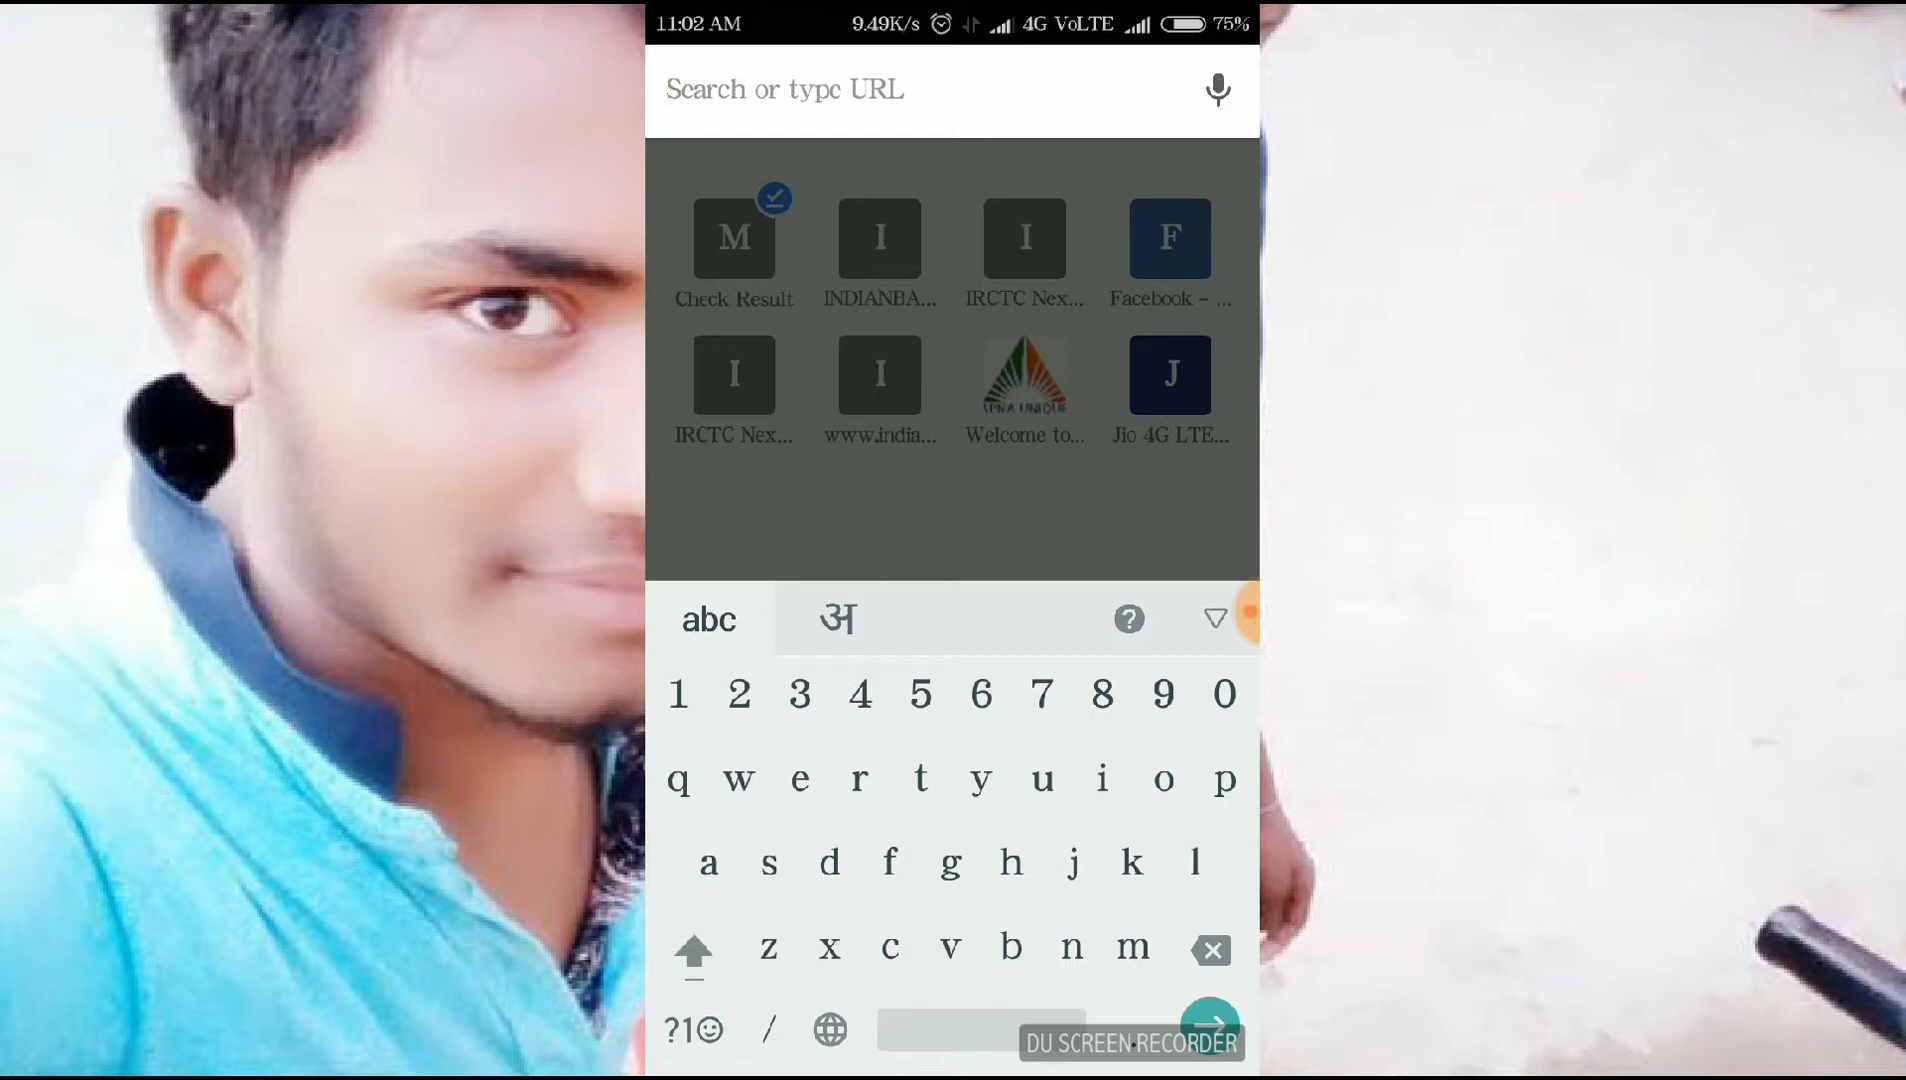 11:02 AM 9.49K/s 4G VoLTE 75%
Search or type URL
M I I F
Check Result INDIANBA... IRCTC Nex... Facebook – ...
I I J
APNA UNIQUE
IRCTC Nex... www.india... Welcome to... Jio 4G LTE...
abc अ ?
1 2 3 4 5 6 7 8 9 0
q w e r t y u i o p
a s d f g h j k l
z x c v b n m
?1☺ /
DU SCREEN RECORDER